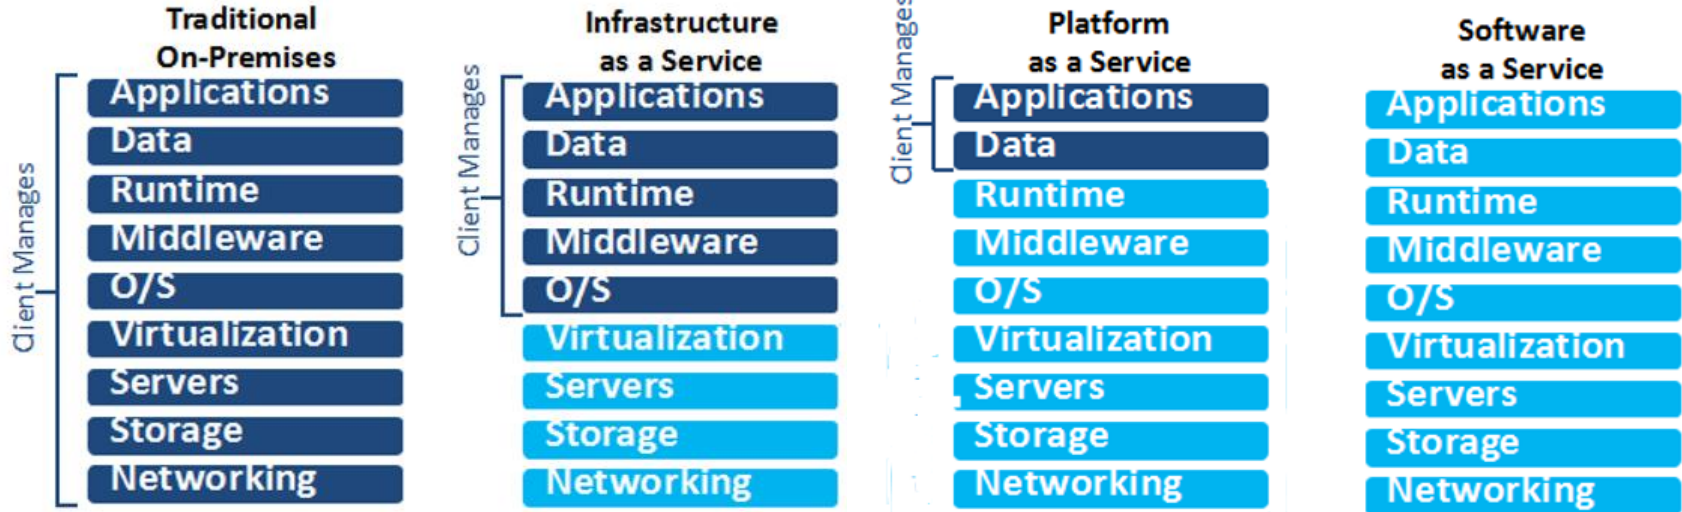 Traditional
On-Premises
Client Manages
Applications
Data
Runtime
Middleware
O/S
Virtualization
Servers
Storage
Networking
Infrastructure
as a Service
Client Manages
Applications
Data
Runtime
Middleware
O/S
Virtualization
Servers
Storage
Networking
Platform
as a Service
Client Manages
Applications
Data
Runtime
Middleware
O/S
Virtualization
Servers
Storage
Networking
Software
as a Service
Applications
Data
Runtime
Middleware
O/S
Virtualization
Servers
Storage
Networking